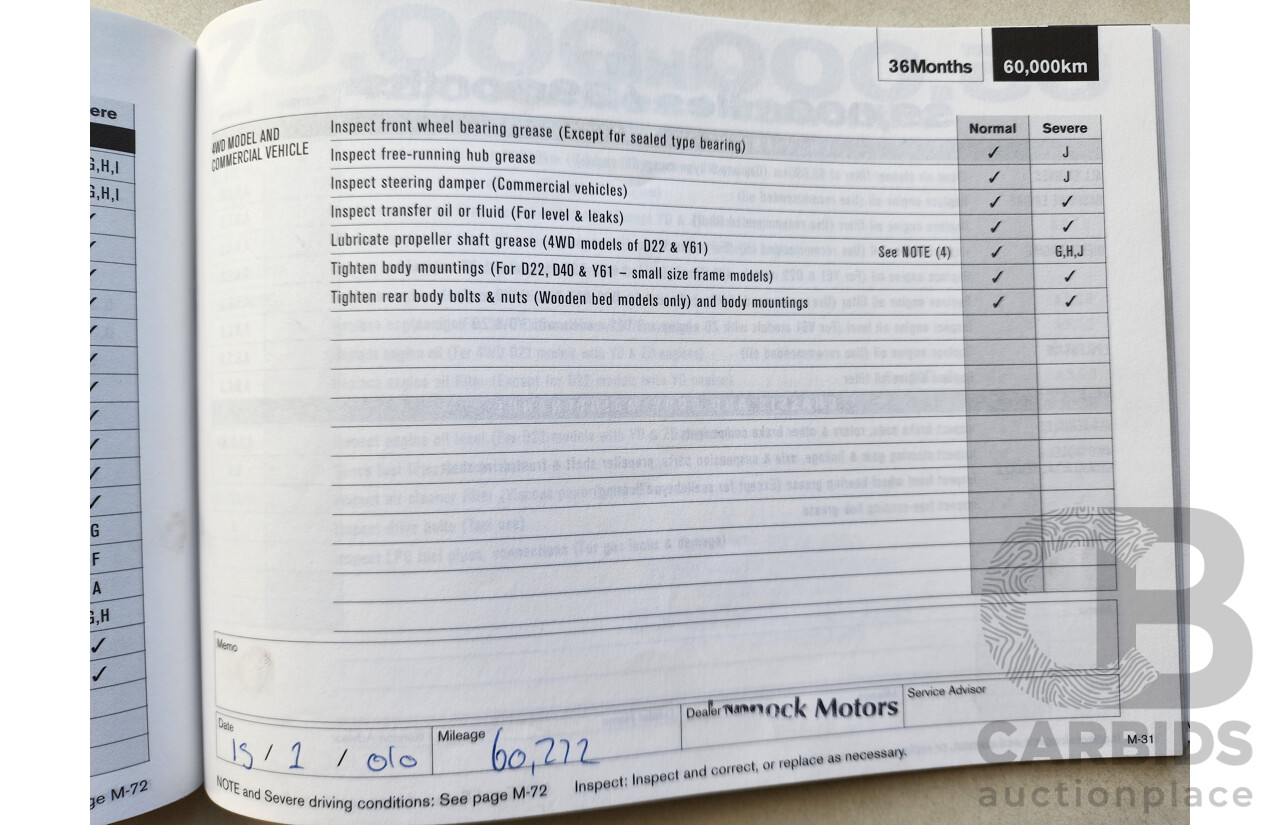 36Months 60,000km
ere
G,H,I
G,H,I
G
F
A
G,H
4WD MODEL AND
COMMERCIAL VEHICLE
Normal Severe
Inspect front wheel bearing grease (Except for sealed type bearing) ✓ J
Inspect free-running hub grease ✓ J
Inspect steering damper (Commercial vehicles) ✓ ✓
Inspect transfer oil or fluid (For level & leaks) ✓ ✓
Lubricate propeller shaft grease (4WD models of D22 & Y61) See NOTE (4) ✓ G,H,J
Tighten body mountings (For D22, D40 & Y61 – small size frame models) ✓ ✓
Tighten rear body bolts & nuts (Wooden bed models only) and body mountings ✓ ✓
Memo
Date Mileage Dealer Name ock Motors Service Advisor
15 / 1 / 60,272
M-31
NOTE and Severe driving conditions: See page M-72 Inspect: Inspect and correct, or replace as necessary.
ge M-72
CB
CARBIDS
auctionplace